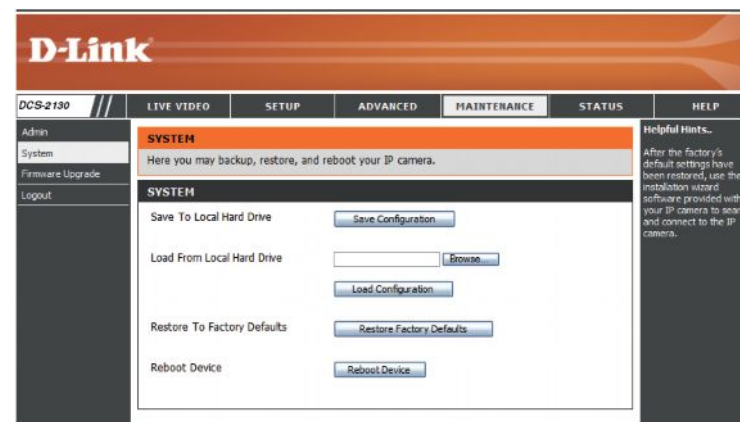 D-Link
DCS-2130
LIVE VIDEO
SETUP
ADVANCED
MAINTENANCE
STATUS
HELP
Admin
System
Firmware Upgrade
Logout
SYSTEM
Here you may backup, restore, and reboot your IP camera.
SYSTEM
Save To Local Hard Drive
Save Configuration
Load From Local Hard Drive
Browse...
Load Configuration
Restore To Factory Defaults
Restore Factory Defaults
Reboot Device
Reboot Device
Helpful Hints..
After the factory's
default settings have
been restored, use the
installation wizard
software provided with
your IP camera to sear
and connect to the IP
camera.